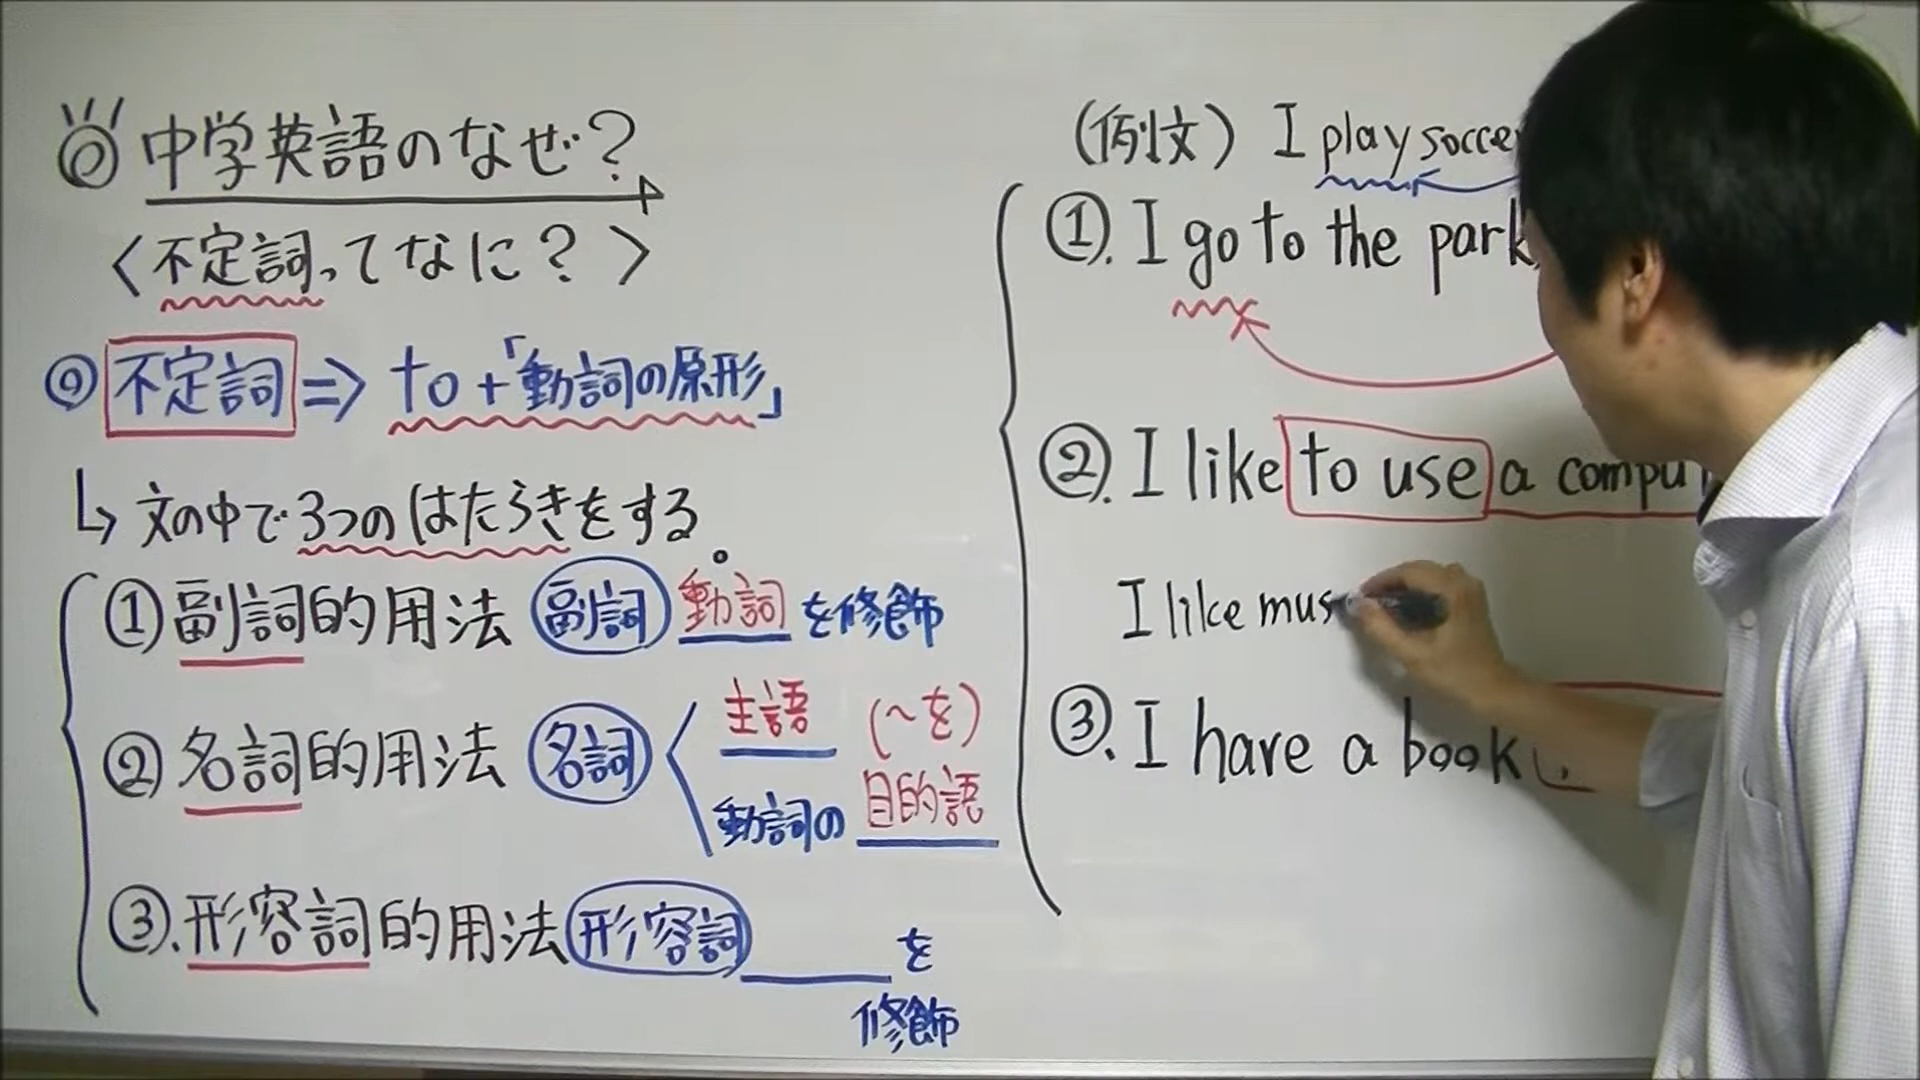 ◎ 中学英語のなぜ?
〈不定詞ってなに?〉
不定詞 ⇒ to+「動詞の原形」
↳ 文の中で3つのはたらきをする。
①副詞的用法 副詞 動詞を修飾
②名詞的用法 名詞 主語 (~を)
動詞の 目的語
③.形容詞的用法 形容詞 ___を
修飾
(例文) I play soccer
①. I go to the park
②. I like to use a compu
I like mus
③. I have a book